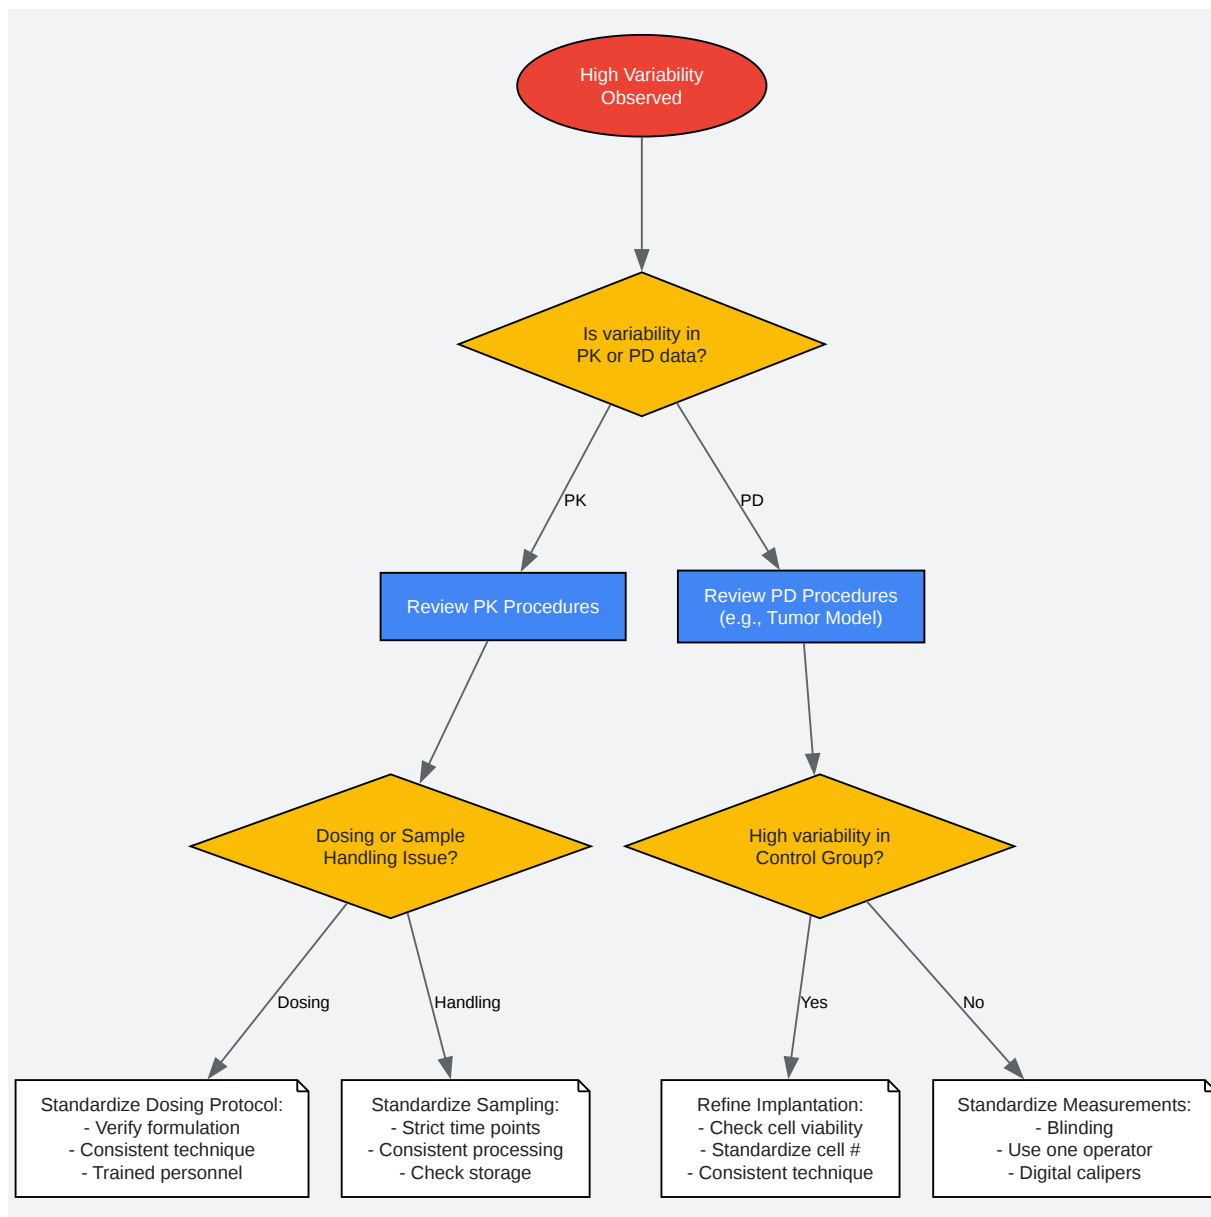 High Variability
Observed
Is variability in
PK or PD data?
PK
PD
Review PK Procedures
Review PD Procedures
(e.g., Tumor Model)
Dosing or Sample
Handling Issue?
High variability in
Control Group?
Dosing
Handling
Yes
No
Standardize Dosing Protocol:
- Verify formulation
- Consistent technique
- Trained personnel
Standardize Sampling:
- Strict time points
- Consistent processing
- Check storage
Refine Implantation:
- Check cell viability
- Standardize cell #
- Consistent technique
Standardize Measurements:
- Blinding
- Use one operator
- Digital calipers